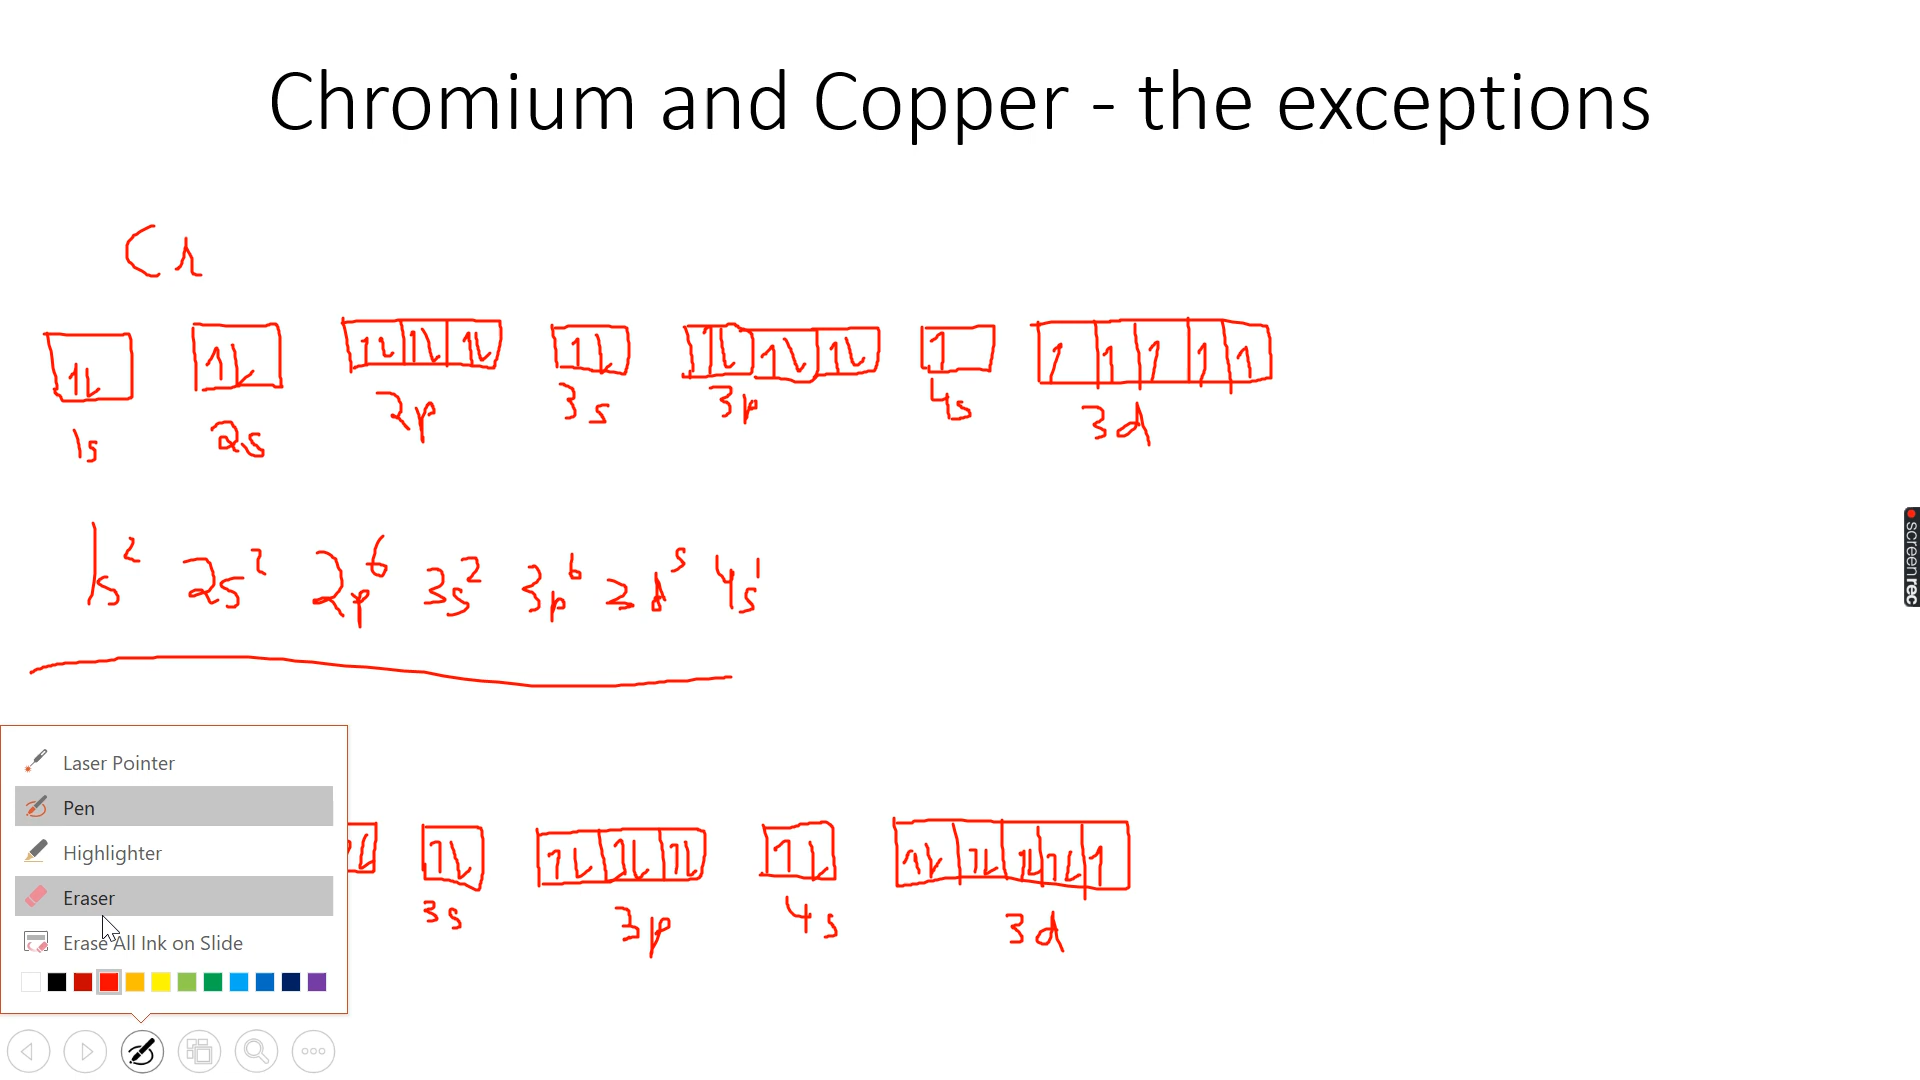 Chromium and Copper - the exceptions
Cr
1s 2s 2p 3s 3p 4s 3d
1s² 2s² 2p⁶ 3s² 3p⁶ 3d⁵ 4s¹
Laser Pointer
Pen
Highlighter
Eraser
Erase All Ink on Slide
3s 3p 4s 3d
screenrec